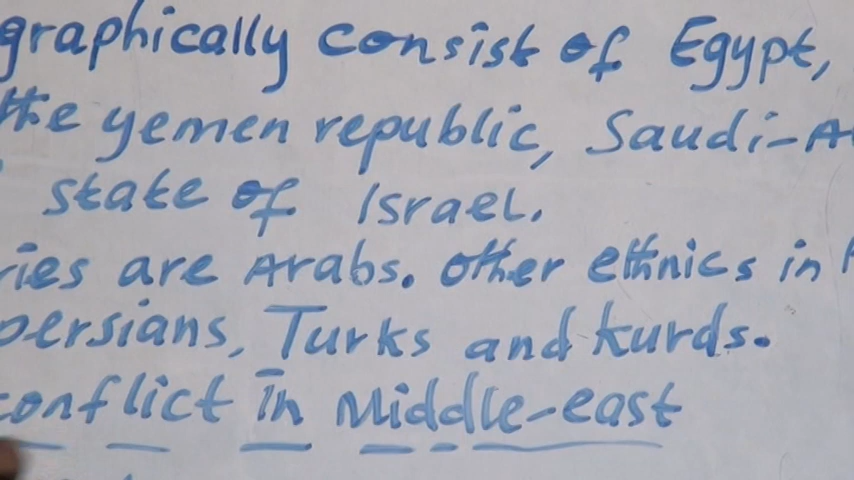 graphically consist of Egypt,
the yemen republic, Saudi-A
state of Israel.
ries are Arabs. Other ethnics in
persians, Turks and kurds.
conflict in Middle-east